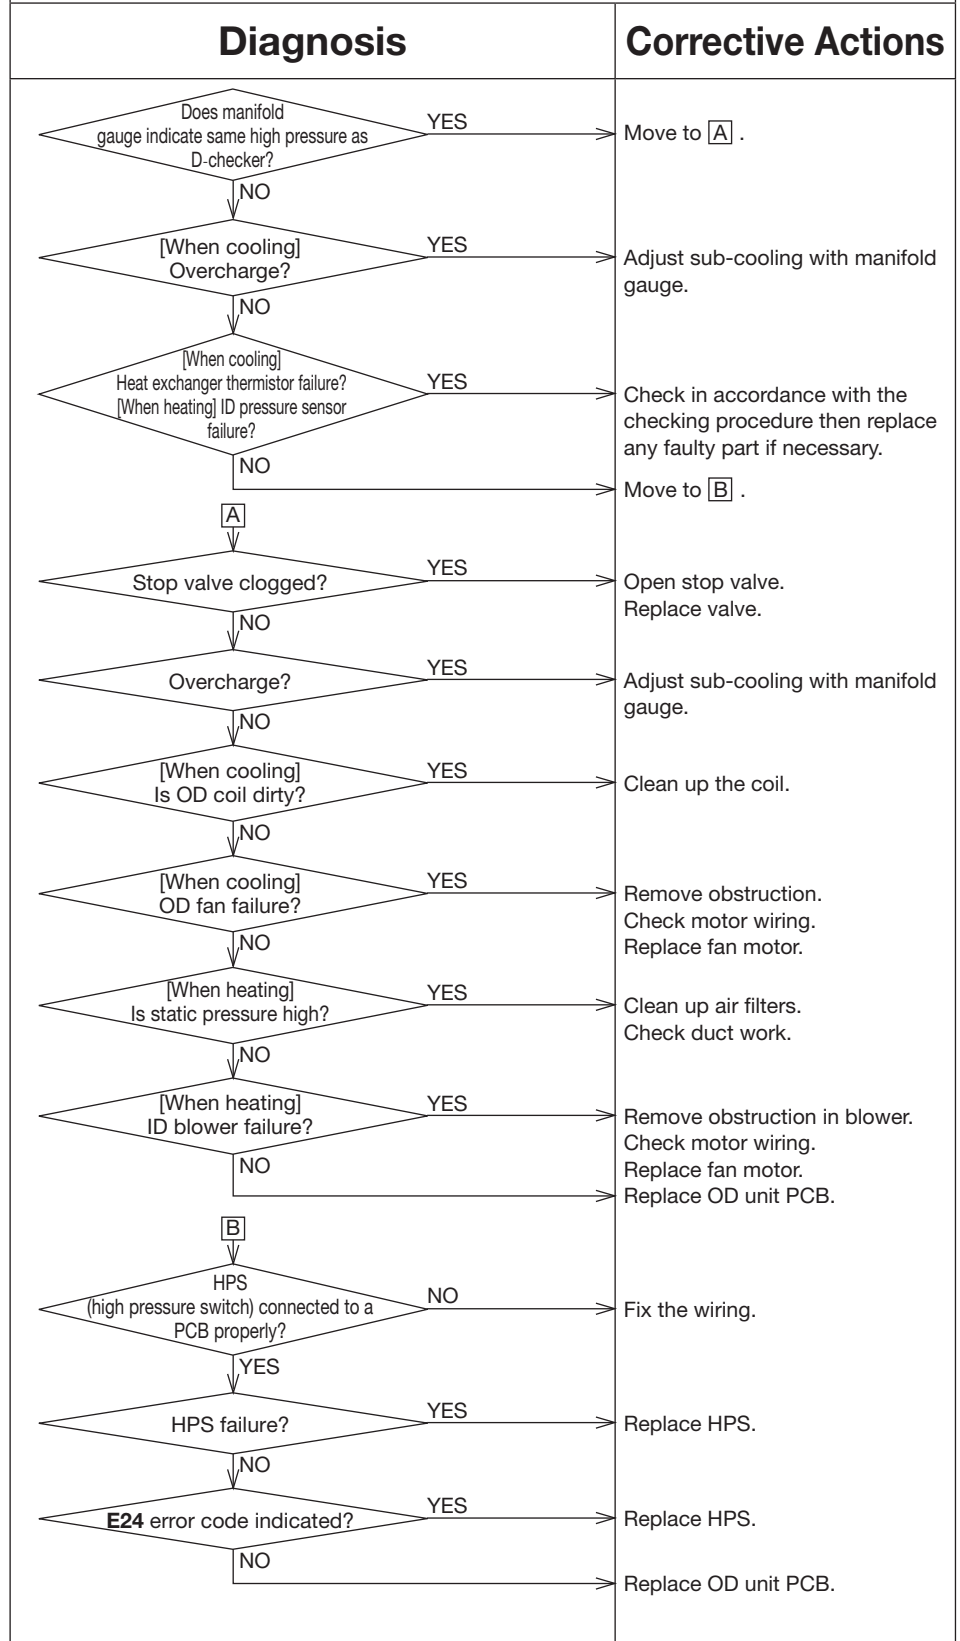 Diagnosis
Corrective Actions
Does manifold
gauge indicate same high pressure as
D-checker?
YES
Move to A .
NO
[When cooling]
Overcharge?
YES
Adjust sub-cooling with manifold
gauge.
NO
[When cooling]
Heat exchanger thermistor failure?
[When heating] ID pressure sensor
failure?
YES
Check in accordance with the
checking procedure then replace
any faulty part if necessary.
NO
Move to B .
A
Stop valve clogged?
YES
Open stop valve.
Replace valve.
NO
Overcharge?
YES
Adjust sub-cooling with manifold
gauge.
NO
[When cooling]
Is OD coil dirty?
YES
Clean up the coil.
NO
[When cooling]
OD fan failure?
YES
Remove obstruction.
Check motor wiring.
Replace fan motor.
NO
[When heating]
Is static pressure high?
YES
Clean up air filters.
Check duct work.
NO
[When heating]
ID blower failure?
YES
Remove obstruction in blower.
Check motor wiring.
Replace fan motor.
NO
Replace OD unit PCB.
B
HPS
(high pressure switch) connected to a
PCB properly?
NO
Fix the wiring.
YES
HPS failure?
YES
Replace HPS.
NO
E24 error code indicated?
YES
Replace HPS.
NO
Replace OD unit PCB.